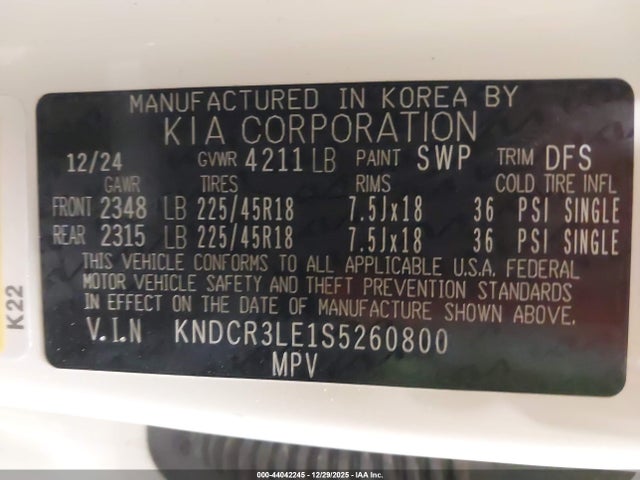 MANUFACTURED IN KOREA BY
KIA CORPORATION
12/24 GVWR 4211 LB PAINT SWP TRIM DFS
GAWR TIRES RIMS COLD TIRE INFL
FRONT 2348 LB 225/45R18 7.5Jx18 36 PSI SINGLE
REAR 2315 LB 225/45R18 7.5Jx18 36 PSI SINGLE
THIS VEHICLE CONFORMS TO ALL APPLICABLE U.S.A. FEDERAL
MOTOR VEHICLE SAFETY AND THEFT PREVENTION STANDARDS
IN EFFECT ON THE DATE OF MANUFACTURE SHOWN ABOVE.
V.I.N KNDCR3LE1S5260800
MPV
K22
000-44042245 - 12/29/2025 - IAA Inc.